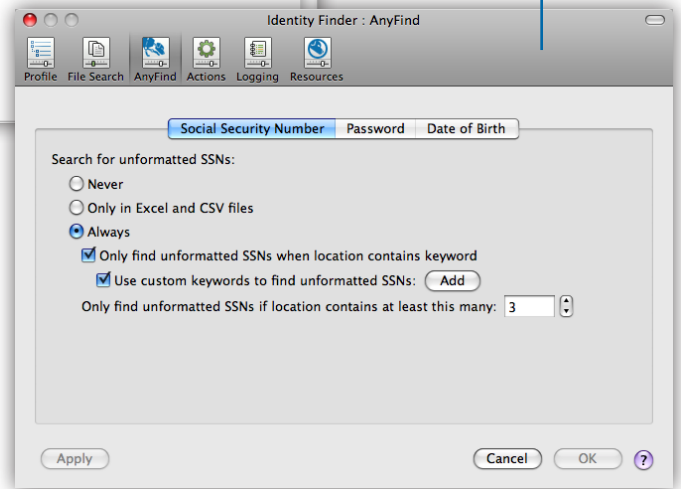 Identity Finder : AnyFind
Profile File Search AnyFind Actions Logging Resources
Social Security Number Password Date of Birth
Search for unformatted SSNs:
Never
Only in Excel and CSV files
Always
Only find unformatted SSNs when location contains keyword
Use custom keywords to find unformatted SSNs: Add
Only find unformatted SSNs if location contains at least this many: 3
Apply Cancel OK ?